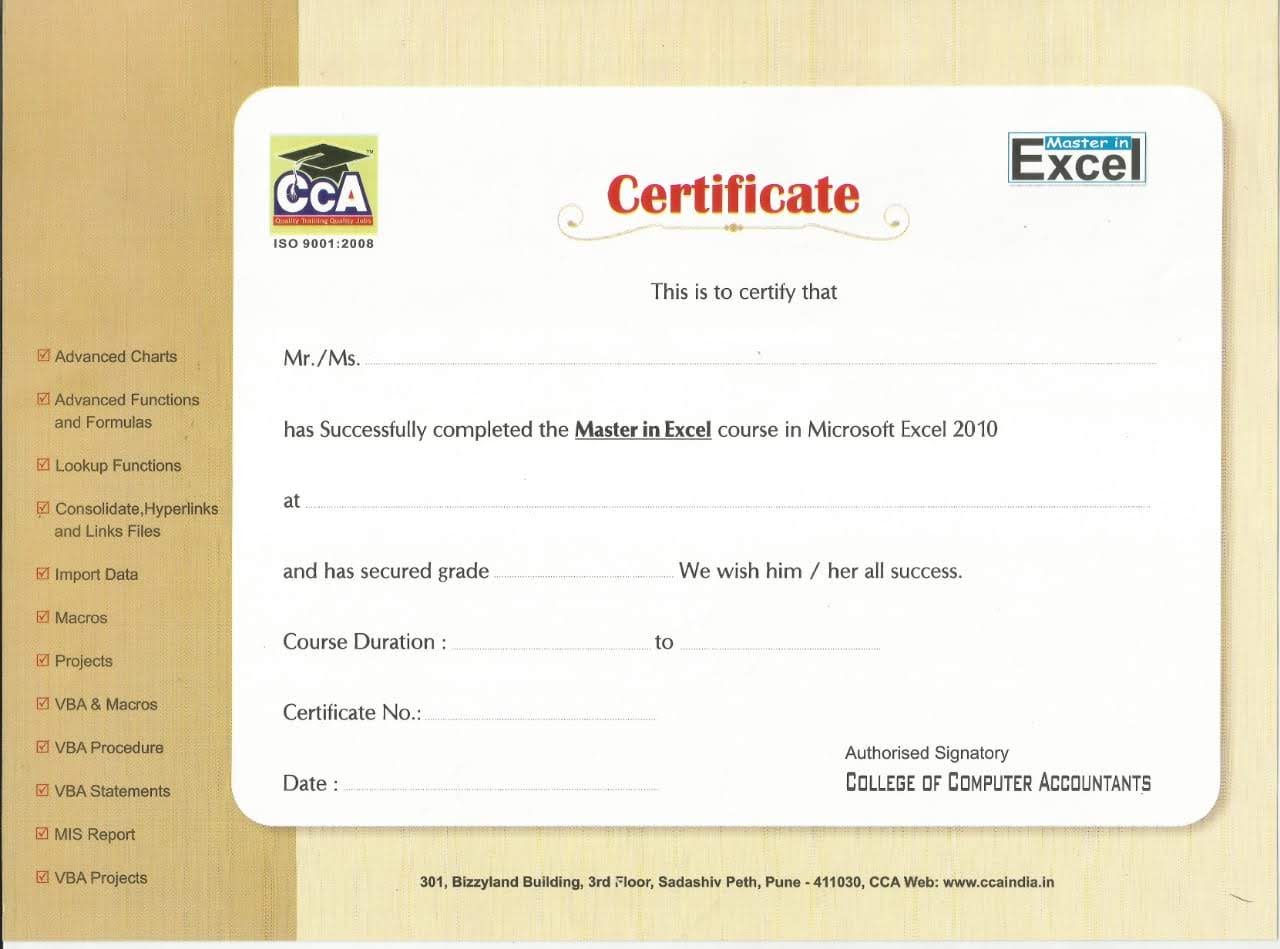 CCA
TM
Quality Training Quality Jobs
ISO 9001:2008
Master in
Excel
Certificate
This is to certify that
Mr./Ms.
has Successfully completed the Master in Excel course in Microsoft Excel 2010
at
and has secured grade We wish him / her all success.
Course Duration : to
Certificate No.:
Date :
Authorised Signatory
COLLEGE OF COMPUTER ACCOUNTANTS
Advanced Charts
Advanced Functions
and Formulas
Lookup Functions
Consolidate,Hyperlinks
and Links Files
Import Data
Macros
Projects
VBA & Macros
VBA Procedure
VBA Statements
MIS Report
VBA Projects
301, Bizzyland Building, 3rd Floor, Sadashiv Peth, Pune - 411030, CCA Web: www.ccaindia.in